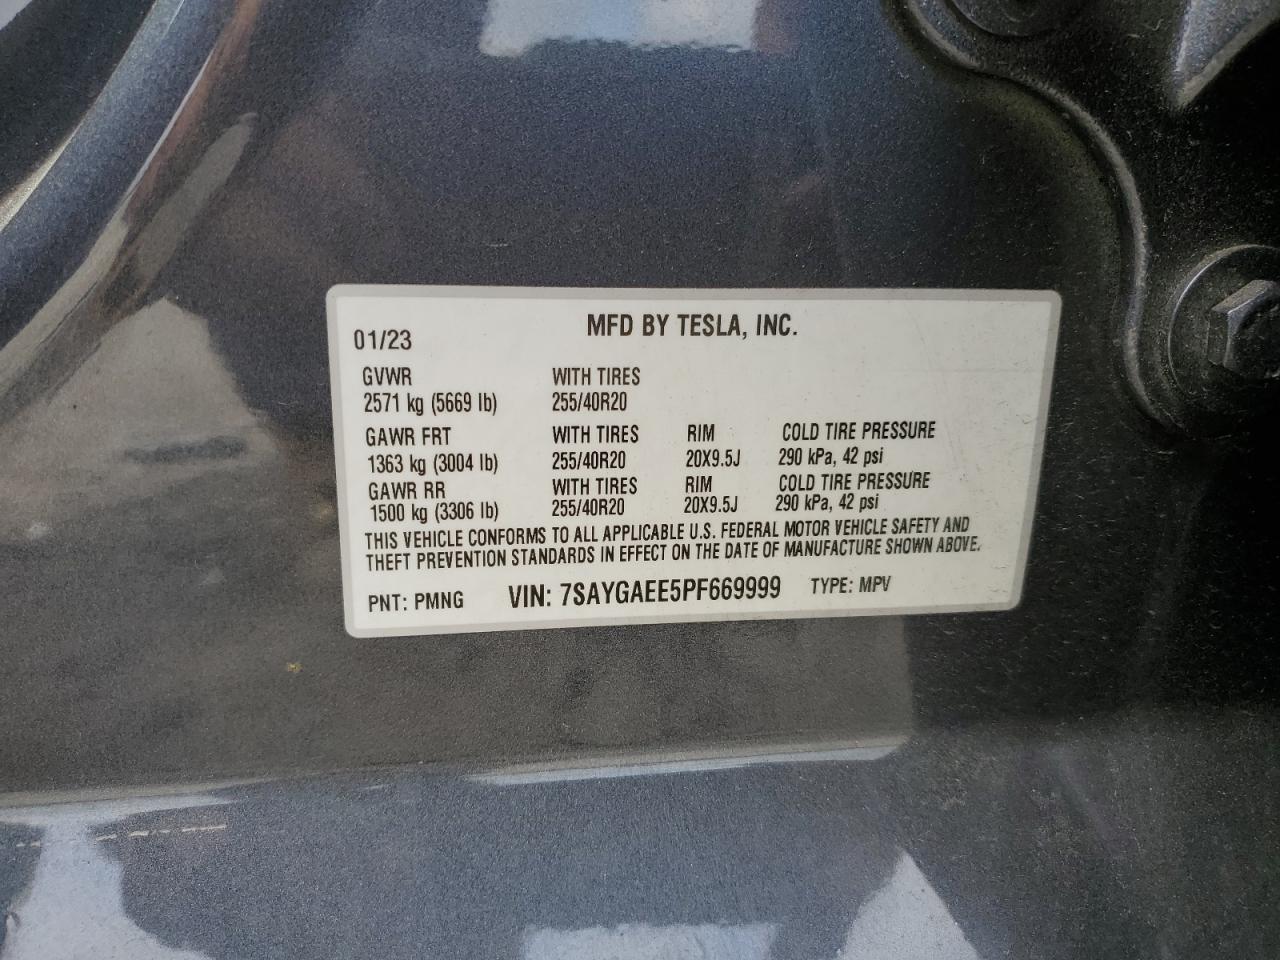 MFD BY TESLA, INC.
01/23
GVWR WITH TIRES
2571 kg (5669 lb) 255/40R20
GAWR FRT WITH TIRES RIM COLD TIRE PRESSURE
1363 kg (3004 lb) 255/40R20 20X9.5J 290 kPa, 42 psi
GAWR RR WITH TIRES RIM COLD TIRE PRESSURE
1500 kg (3306 lb) 255/40R20 20X9.5J 290 kPa, 42 psi
THIS VEHICLE CONFORMS TO ALL APPLICABLE U.S. FEDERAL MOTOR VEHICLE SAFETY AND
THEFT PREVENTION STANDARDS IN EFFECT ON THE DATE OF MANUFACTURE SHOWN ABOVE.
PNT: PMNG VIN: 7SAYGAEE5PF669999 TYPE: MPV